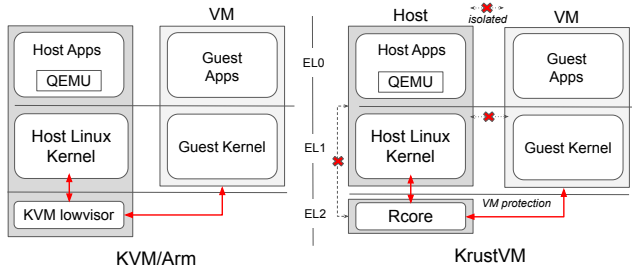 VM
Host Apps
QEMU
Guest
Apps
Host Linux
Kernel
Guest Kernel
KVM lowvisor
KVM/Arm
EL0
EL1
EL2
Host
isolated
VM
Host Apps
QEMU
Guest
Apps
Host Linux
Kernel
Guest Kernel
Rcore
VM protection
KrustVM